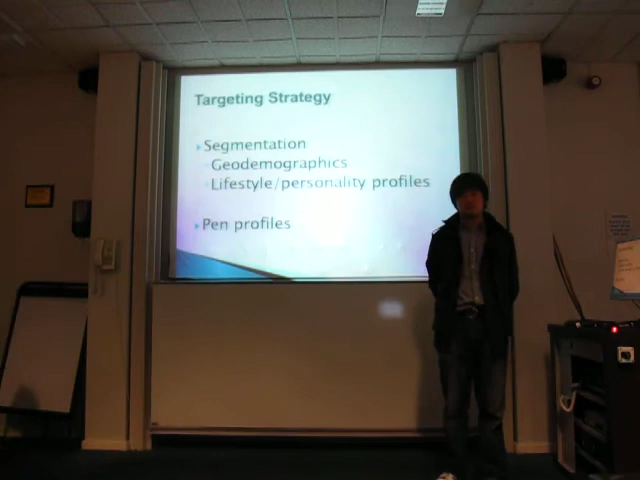 Targeting Strategy
Segmentation
Geodemographics
Lifestyle/personality profiles
Pen profiles